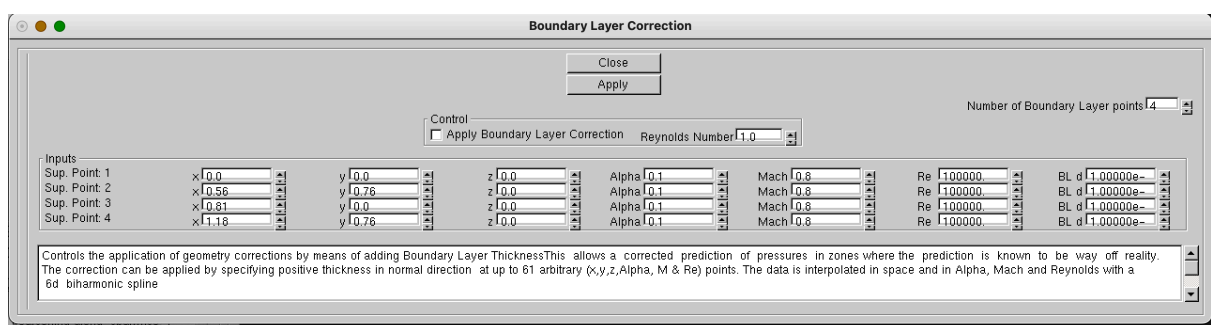 Boundary Layer Correction
Close
Apply
Number of Boundary Layer points 4
Control
Apply Boundary Layer Correction Reynolds Number 1.0
Inputs
Sup. Point: 1 x 0.0 y 0.0 z 0.0 Alpha 0.1 Mach 0.8 Re 100000. BL d 1.00000e-
Sup. Point: 2 x 0.56 y 0.76 z 0.0 Alpha 0.1 Mach 0.8 Re 100000. BL d 1.00000e-
Sup. Point: 3 x 0.81 y 0.0 z 0.0 Alpha 0.1 Mach 0.8 Re 100000. BL d 1.00000e-
Sup. Point: 4 x 1.18 y 0.76 z 0.0 Alpha 0.1 Mach 0.8 Re 100000. BL d 1.00000e-
Controls the application of geometry corrections by means of adding Boundary Layer ThicknessThis allows a corrected prediction of pressures in zones where the prediction is known to be way off reality.
The correction can be applied by specifying positive thickness in normal direction at up to 61 arbitrary (x,y,z,Alpha, M & Re) points. The data is interpolated in space and in Alpha, Mach and Reynolds with a
6d biharmonic spline